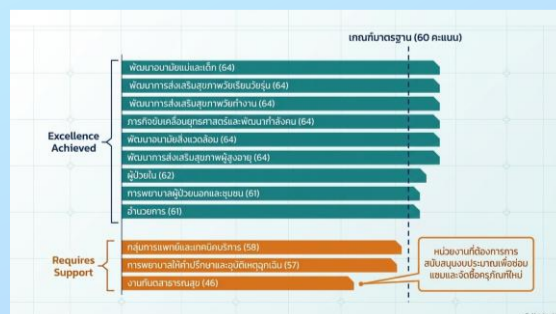 เกณฑ์มาตรฐาน (60 คะแนน)
Excellence
Achieved
พัฒนาอนามัยแม่และเด็ก (64)
พัฒนาการส่งเสริมสุขภาพวัยเรียนวัยรุ่น (64)
พัฒนาการส่งเสริมสุขภาพวัยทำงาน (64)
ภารกิจขับเคลื่อนยุทธศาสตร์และพัฒนากำลังคน (64)
พัฒนาอนามัยสิ่งแวดล้อม (64)
พัฒนาการส่งเสริมสุขภาพผู้สูงอายุ (64)
ผู้ป่วยใน (62)
การพยาบาลผู้ป่วยนอกและชุมชน (61)
อำนวยการ (61)
Requires
Support
กลุ่มการแพทย์และเทคนิคบริการ (58)
การพยาบาลให้คำปรึกษาและอุบัติเหตุฉุกเฉิน (57)
งานทันตสาธารณสุข (46)
หน่วยงานที่ต้องการการ
สนับสนุนงบประมาณเพื่อซ่อม
แซมและจัดซื้อครุภัณฑ์ใหม่